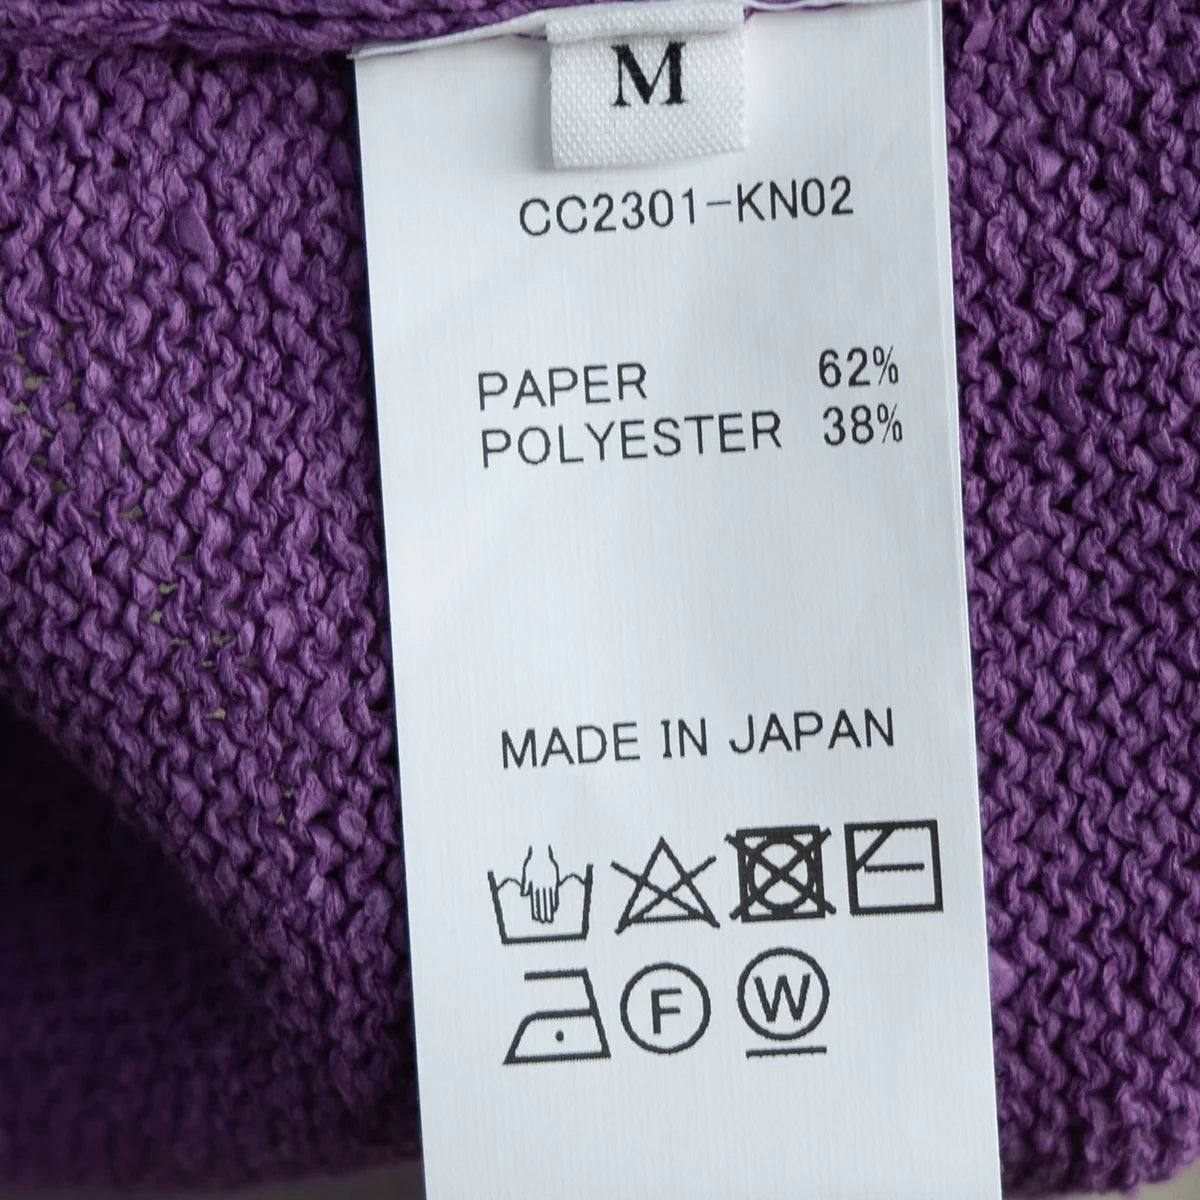 M
CC2301-KN02
PAPER 62%
POLYESTER 38%
MADE IN JAPAN
F W